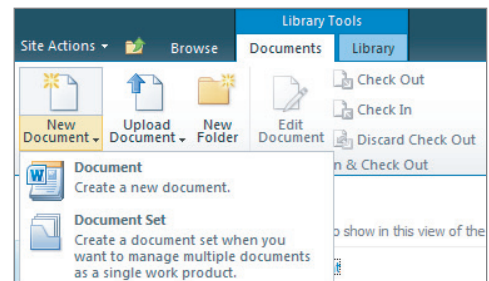 Library Tools
Site Actions Browse Documents Library
New Document
Upload Document
New Folder
Edit Document
Check Out
Check In
Discard Check Out
n & Check Out
Document
Create a new document.
Document Set
Create a document set when you
want to manage multiple documents
as a single work product.
o show in this view of the